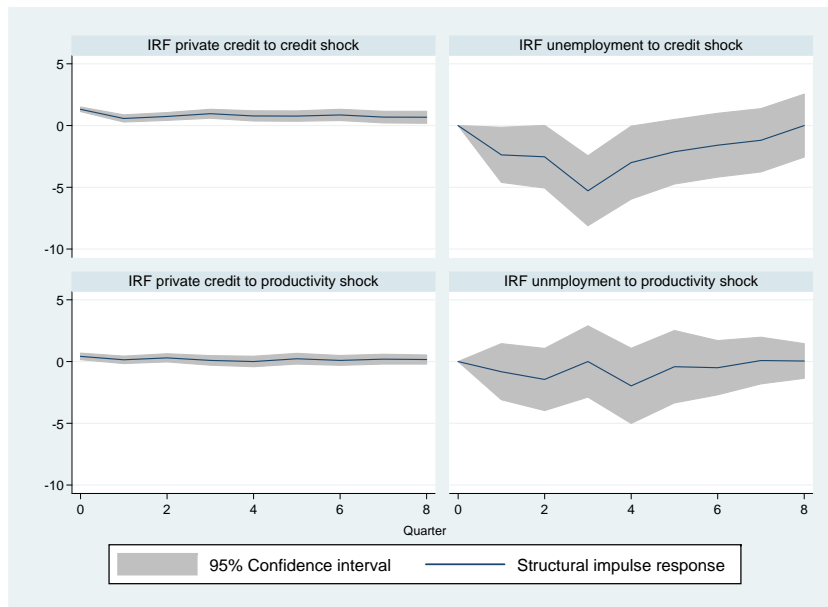 IRF private credit to credit shock
IRF unemployment to credit shock
5
0
-5
-10
IRF private credit to productivity shock
IRF unmployment to productivity shock
5
0
-5
-10
0 2 4 6 8
0 2 4 6 8
Quarter
95% Confidence interval
Structural impulse response